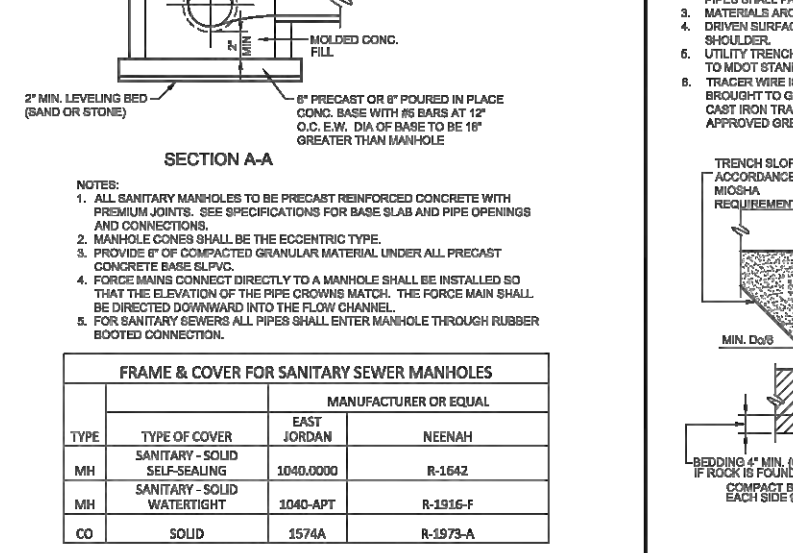 2"
MIN
MOLDED CONC.
FILL
2" MIN. LEVELING BED
(SAND OR STONE)
6" PRECAST OR 8" POURED IN PLACE
CONC. BASE WITH #5 BARS AT 12"
O.C. E.W.  DIA OF BASE TO BE 16"
GREATER THAN MANHOLE
SECTION A-A
NOTES:
1. ALL SANITARY MANHOLES TO BE PRECAST REINFORCED CONCRETE WITH
PREMIUM JOINTS.  SEE SPECIFICATIONS FOR BASE SLAB AND PIPE OPENINGS
AND CONNECTIONS.
2. MANHOLE CONES SHALL BE THE ECCENTRIC TYPE.
3. PROVIDE 6" OF COMPACTED GRANULAR MATERIAL UNDER ALL PRECAST
CONCRETE BASE SLPVC.
4. FORCE MAINS CONNECT DIRECTLY TO A MANHOLE SHALL BE INSTALLED SO
THAT THE ELEVATION OF THE PIPE CROWNS MATCH.  THE FORCE MAIN SHALL
BE DIRECTED DOWNWARD INTO THE FLOW CHANNEL.
5. FOR SANITARY SEWERS ALL PIPES SHALL ENTER MANHOLE THROUGH RUBBER
BOOTED CONNECTION.
FRAME & COVER FOR SANITARY SEWER MANHOLES
MANUFACTURER OR EQUAL
TYPE TYPE OF COVER EAST JORDAN NEENAH
MH SANITARY - SOLID SELF-SEALING 1040.0000 R-1642
MH SANITARY - SOLID WATERTIGHT 1040-APT R-1916-F
CO SOLID 1574A R-1973-A
3. MATERIALS
4. DRIVEN
SHOULDER.
5. UTILITY TRENCH
TO MDOT
6. TRACER WIRE
BROUGHT TO
CAST IRON
APPROVED
TRENCH
ACCORDANCE
MIOSHA
MIN. Do/6
BEDDING 4" MIN.
IF ROCK IS FOUND
COMPACT
EACH SIDE